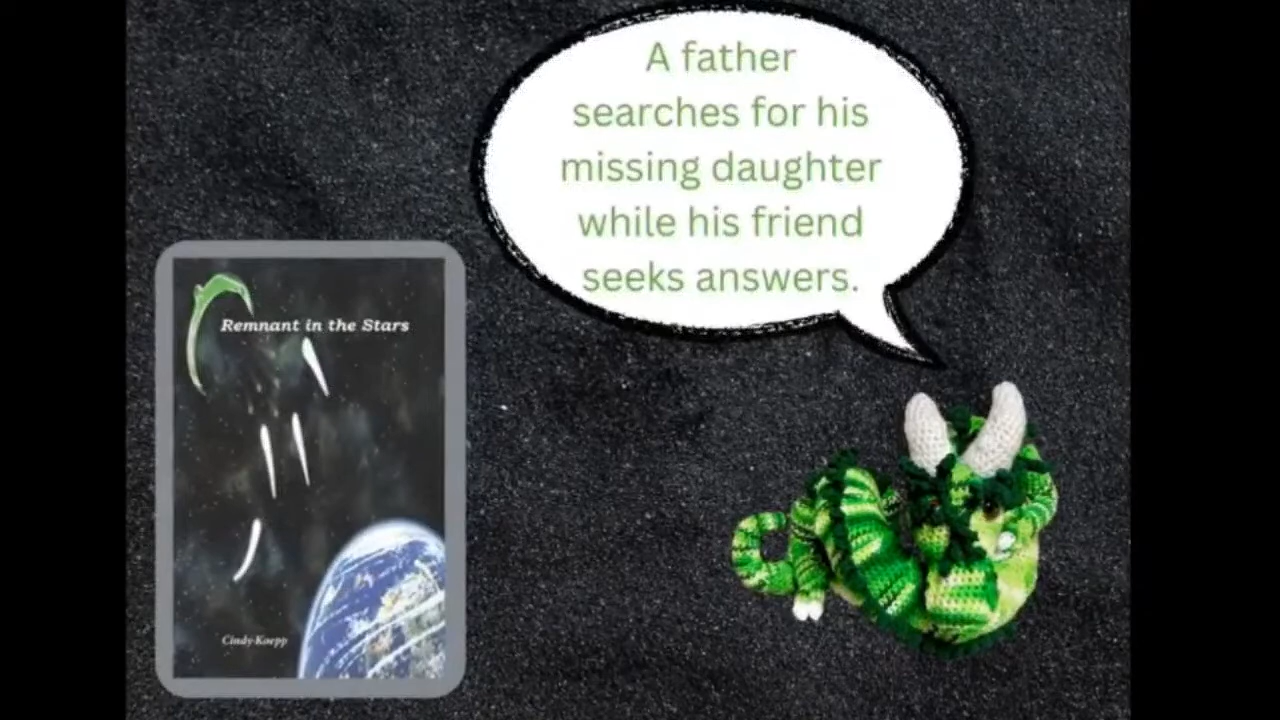 A father
searches for his
missing daughter
while his friend
seeks answers.
Remnant in the Stars
Cindy Koepp